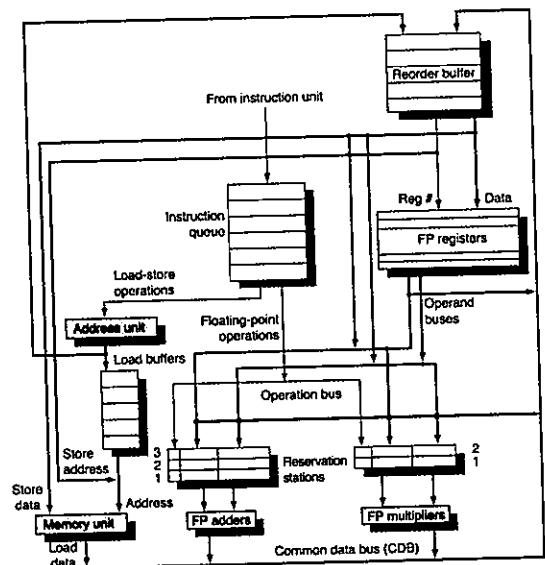 Reorder buffer
From instruction unit
Reg #
Data
Instruction
queue
FP registers
Load-store
operations
Operand
buses
Address unit
Floating-point
operations
Load buffers
Operation bus
Store
address
3
2
1
Reservation
stations
2
1
Store
data
Address
Memory unit
FP adders
FP multipliers
Load
data
Common data bus (CDB)